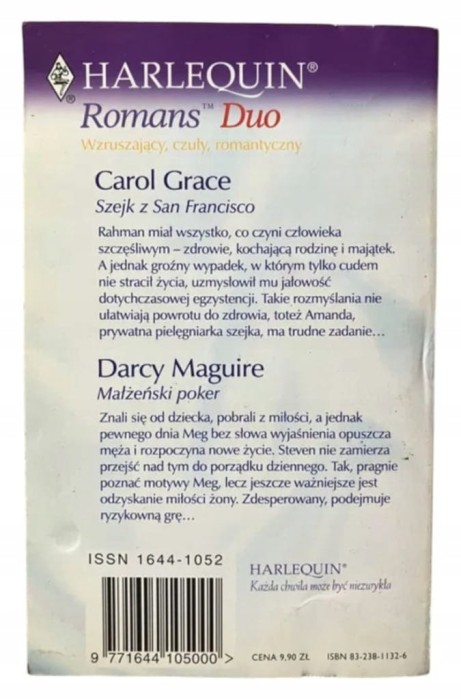 HARLEQUIN®
®
Romans™ Duo
Wzruszający, czuły, romantyczny
Carol Grace
Szejk z San Francisco
Rahman miał wszystko, co czyni człowieka
szczęśliwym – zdrowie, kochającą rodzinę i majątek.
A jednak groźny wypadek, w którym tylko cudem
nie stracił życia, uzmysłowił mu jałowość
dotychczasowej egzystencji. Takie rozmyślania nie
ułatwiają powrotu do zdrowia, toteż Amanda,
prywatna pielęgniarka szejka, ma trudne zadanie…
Darcy Maguire
Małżeński poker
Znali się od dziecka, pobrali z miłości, a jednak
pewnego dnia Meg bez słowa wyjaśnienia opuszcza
męża i rozpoczyna nowe życie. Steven nie zamierza
przejść nad tym do porządku dziennego. Tak, pragnie
poznać motywy Meg, lecz jeszcze ważniejsze jest
odzyskanie miłości żony. Zdesperowany, podejmuje
ryzykowną grę…
ISSN 1644-1052
HARLEQUIN®
Każda chwila może być niezwykła
9 771644 105000 >
CENA 9,90 ZŁ ISBN 83-238-1132-6